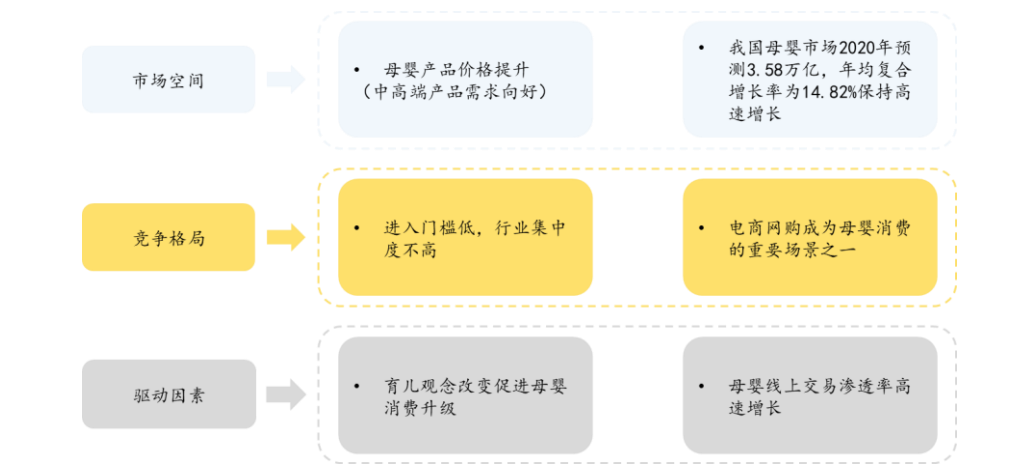 市场空间
• 母婴产品价格提升
（中高端产品需求向好）
• 我国母婴市场2020年预
测3.58万亿，年均复合
增长率为14.82%保持高
速增长
竞争格局
• 进入门槛低，行业集中
度不高
• 电商网购成为母婴消费
的重要场景之一
驱动因素
• 育儿观念改变促进母婴
消费升级
• 母婴线上交易渗透率高
速增长